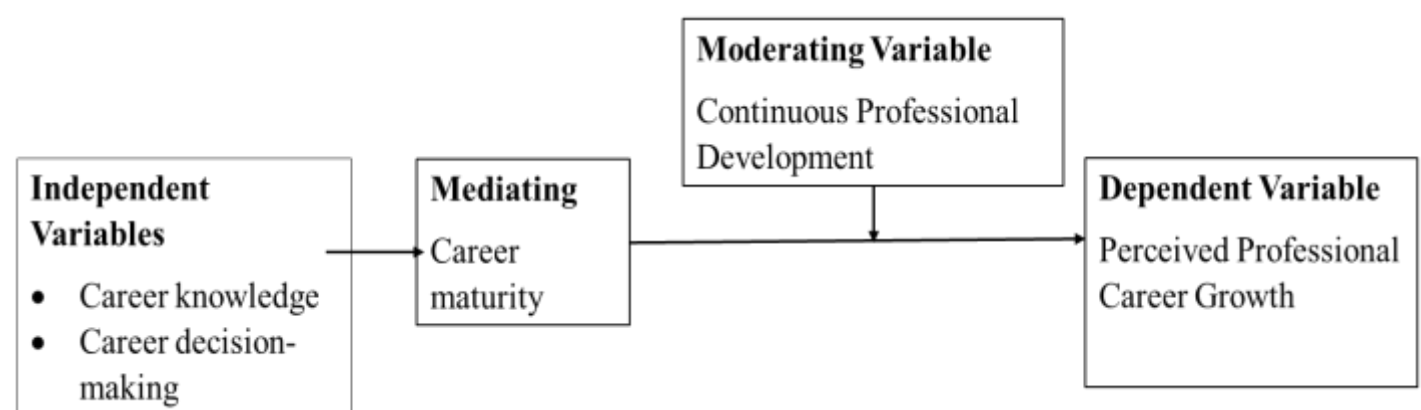 Moderating Variable
Continuous Professional
Development
Independent
Variables
• Career knowledge
• Career decision-
making
Mediating
Career
maturity
Dependent Variable
Perceived Professional
Career Growth